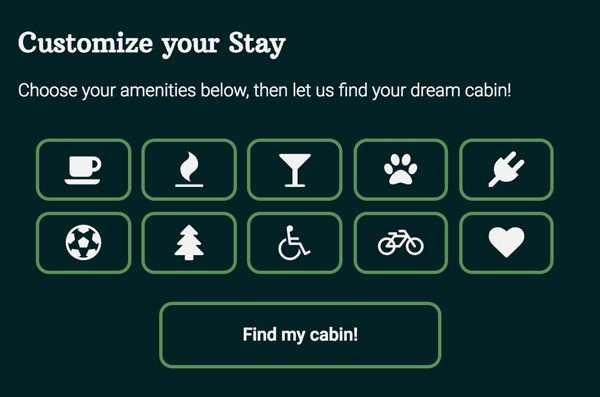 Customize your Stay
Choose your amenities below, then let us find your dream cabin!
Find my cabin!